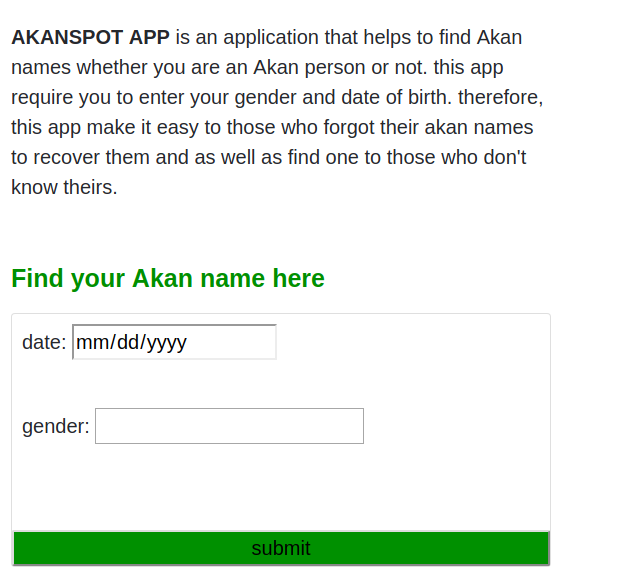 AKANSPOT APP is an application that helps to find Akan
names whether you are an Akan person or not. this app
require you to enter your gender and date of birth. therefore,
this app make it easy to those who forgot their akan names
to recover them and as well as find one to those who don't
know theirs.
Find your Akan name here
date: mm/dd/yyyy
gender:
submit